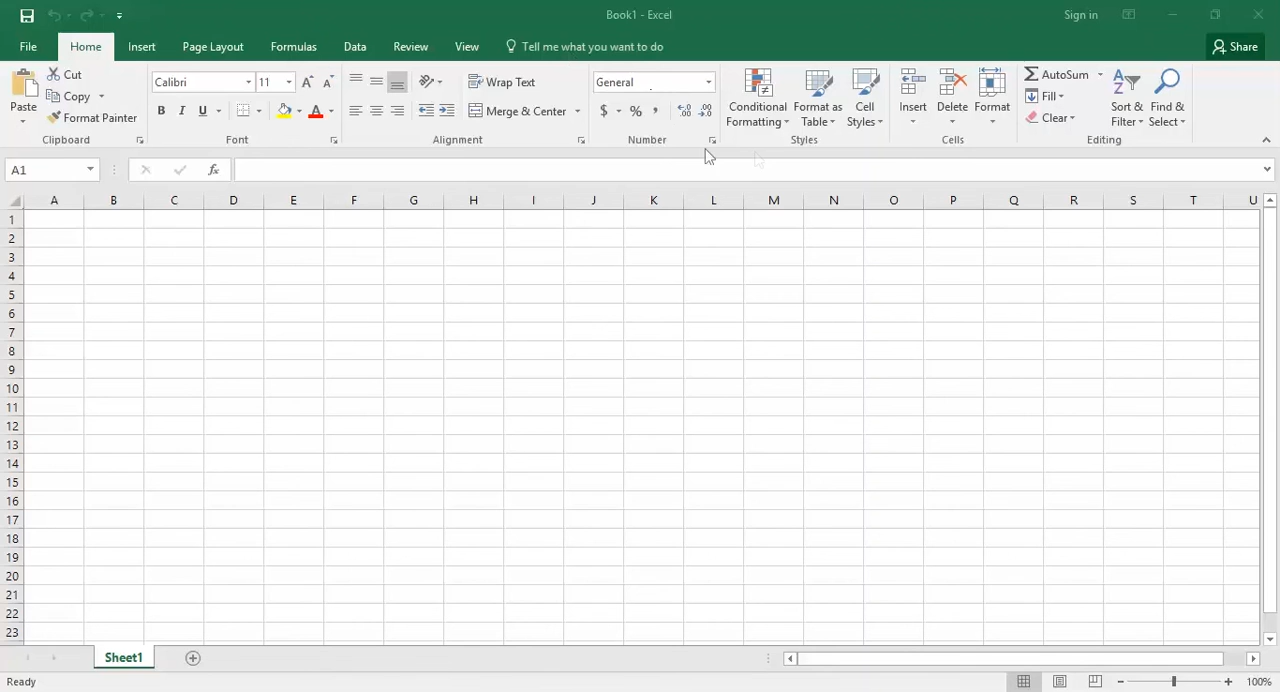 Book1 - Excel
Sign in
File Home Insert Page Layout Formulas Data Review View Tell me what you want to do Share
Paste
Cut
Copy
Format Painter
Clipboard
Calibri 11
B I U
Font
Wrap Text
Merge & Center
Alignment
General
$ % ,
Number
Conditional
Formatting
Format as
Table
Cell
Styles
Styles
Insert
Delete
Format
Cells
AutoSum
Fill
Clear
Sort &
Filter
Find &
Select
Editing
A1
fx
A B C D E F G H I J K L M N O P Q R S T U
1
2
3
4
5
6
7
8
9
10
11
12
13
14
15
16
17
18
19
20
21
22
23
Sheet1
Ready
100%